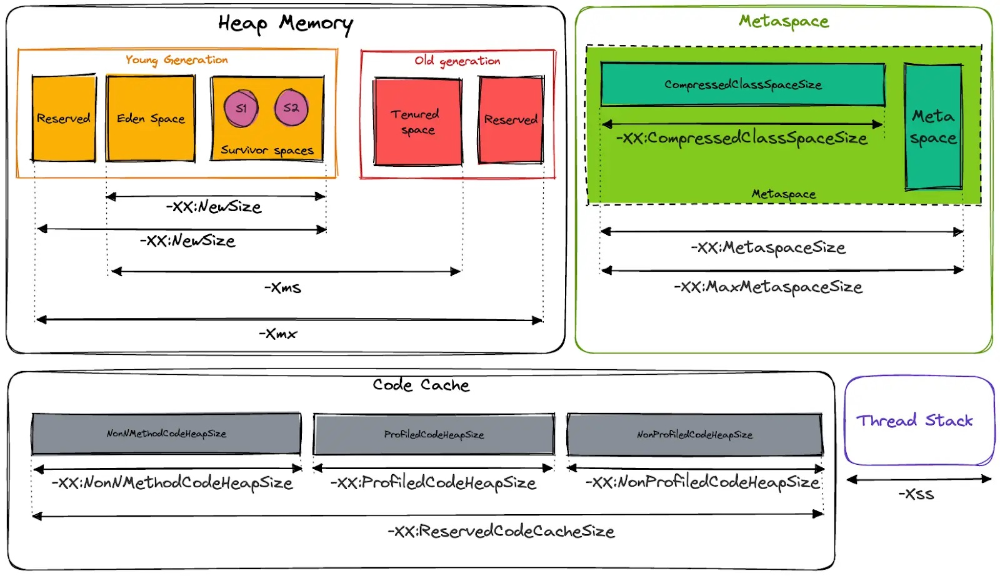 Heap Memory
Young Generation
Reserved
Eden Space
S1
S2
Survivor spaces
Old generation
Tenured
space
Reserved
-XX:NewSize
-XX:NewSize
-Xms
-Xmx
Metaspace
CompressedClassSpaceSize
-XX:CompressedClassSpaceSize
Meta
space
Metaspace
-XX:MetaspaceSize
-XX:MaxMetaspaceSize
Code Cache
NonNMethodCodeHeapSize
ProfiledCodeHeapSize
NonProfiledCodeHeapSize
-XX:NonNMethodCodeHeapSize
-XX:ProfiledCodeHeapSize
-XX:NonProfiledCodeHeapSize
-XX:ReservedCodeCacheSize
Thread Stack
-Xss